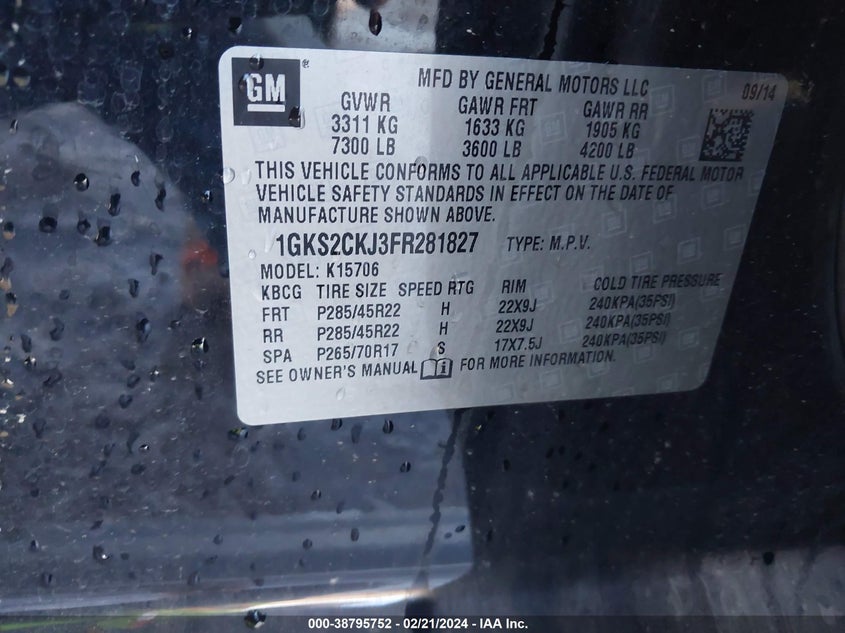 GM
MFD BY GENERAL MOTORS LLC
09/14
GVWR GAWR FRT GAWR RR
3311 KG 1633 KG 1905 KG
7300 LB 3600 LB 4200 LB
THIS VEHICLE CONFORMS TO ALL APPLICABLE U.S. FEDERAL MOTOR
VEHICLE SAFETY STANDARDS IN EFFECT ON THE DATE OF
MANUFACTURE SHOWN ABOVE.
1GKS2CKJ3FR281827 TYPE: M.P.V.
MODEL: K15706
KBCG TIRE SIZE SPEED RTG RIM COLD TIRE PRESSURE
FRT P285/45R22 H 22X9J 240KPA(35PSI)
RR P285/45R22 H 22X9J 240KPA(35PSI)
SPA P265/70R17 S 17X7.5J 240KPA(35PSI)
SEE OWNER'S MANUAL FOR MORE INFORMATION.
000-38795752 - 02/21/2024 - IAA Inc.